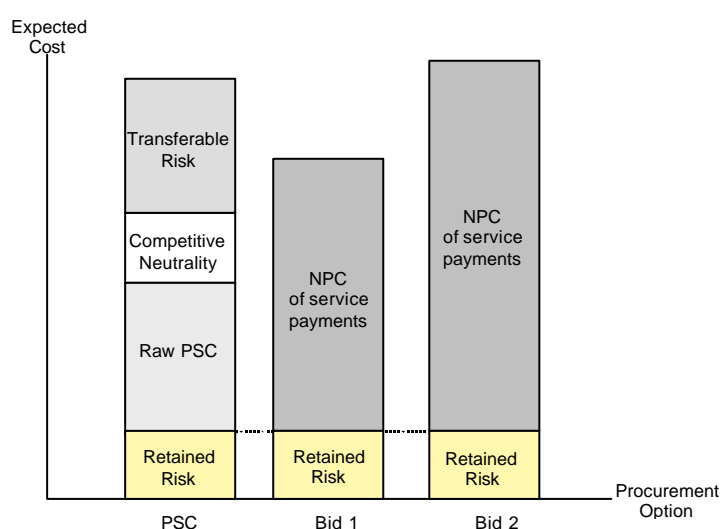 Expected
Cost
Transferable
Risk
Competitive
Neutrality
Raw PSC
Retained
Risk
NPC
of service
payments
Retained
Risk
NPC
of service
payments
Retained
Risk
PSC
Bid 1
Bid 2
Procurement
Option